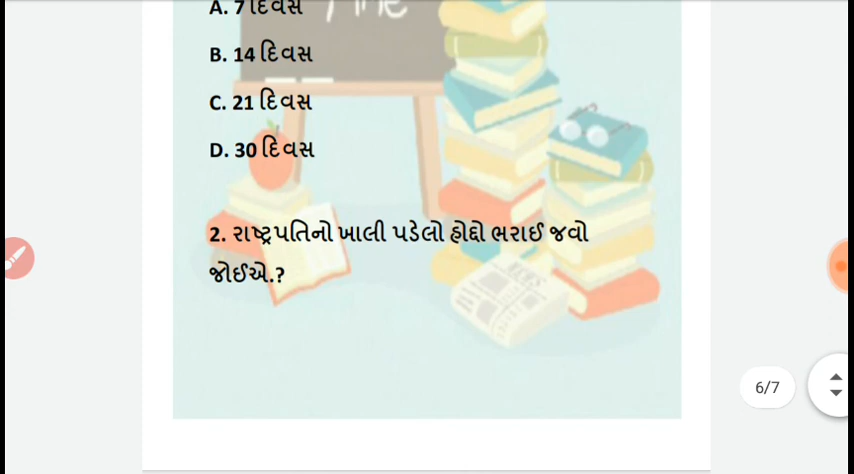 A. 7 દિવસ
B. 14 દિવસ
C. 21 દિવસ
D. 30 દિવસ
2. રાષ્ટ્રપતિનો ખાલી પડેલો હોદ્દો ભરાઈ જવો
જોઈએ.?
6/7